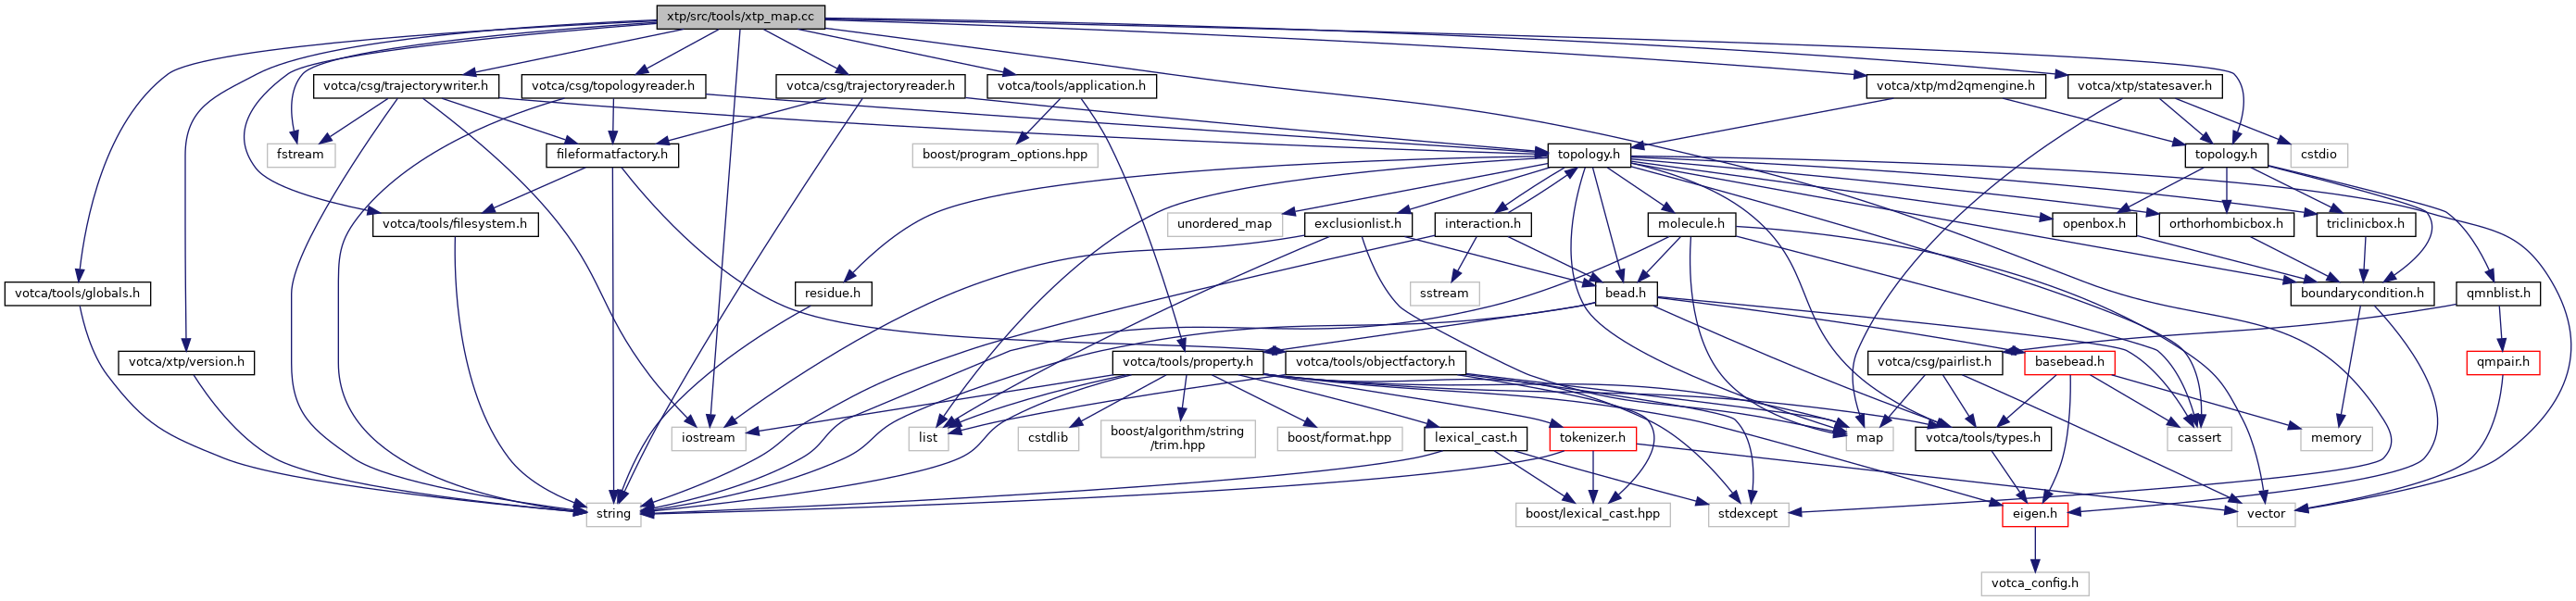 xtp/src/tools/xtp_map.cc
votca/csg/trajectorywriter.h
votca/csg/topologyreader.h
votca/csg/trajectoryreader.h
votca/tools/application.h
votca/xtp/md2qmengine.h
votca/xtp/statesaver.h
fstream
fileformatfactory.h
boost/program_options.hpp
topology.h
topology.h
cstdio
votca/tools/filesystem.h
unordered_map
exclusionlist.h
interaction.h
molecule.h
openbox.h
orthorhombicbox.h
triclinicbox.h
votca/tools/globals.h
residue.h
sstream
bead.h
boundarycondition.h
qmnblist.h
votca/xtp/version.h
votca/tools/property.h
votca/tools/objectfactory.h
votca/csg/pairlist.h
basebead.h
qmpair.h
iostream
list
cstdlib
boost/algorithm/string
/trim.hpp
boost/format.hpp
lexical_cast.h
tokenizer.h
map
votca/tools/types.h
cassert
memory
string
boost/lexical_cast.hpp
stdexcept
eigen.h
vector
votca_config.h